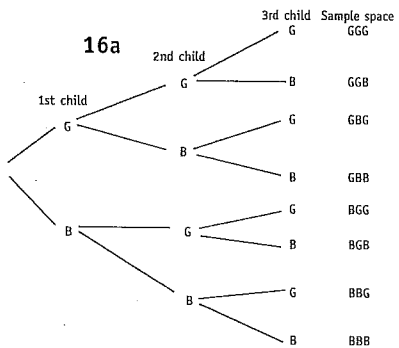 3rd child Sample space
G GGG
16a
2nd child
G B GGB
1st child
G G GBG
B
B GBB
G BGG
B G B BGB
B G BBG
B BBB